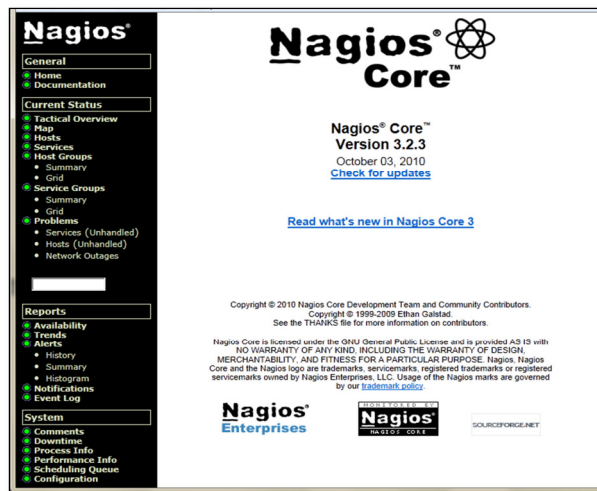 Nagios®
General
Home
Documentation
Current Status
Tactical Overview
Map
Hosts
Services
Host Groups
Summary
Grid
Service Groups
Summary
Grid
Problems
Services (Unhandled)
Hosts (Unhandled)
Network Outages
Reports
Availability
Trends
Alerts
History
Summary
Histogram
Notifications
Event Log
System
Comments
Downtime
Process Info
Performance Info
Scheduling Queue
Configuration
Nagios®
Core™
Nagios® Core™
Version 3.2.3
October 03, 2010
Check for updates
Read what's new in Nagios Core 3
Copyright © 2010 Nagios Core Development Team and Community Contributors.
Copyright © 1999-2009 Ethan Galstad.
See the THANKS file for more information on contributors.
Nagios Core is licensed under the GNU General Public License and is provided AS IS with
NO WARRANTY OF ANY KIND, INCLUDING THE WARRANTY OF DESIGN,
MERCHANTABILITY, AND FITNESS FOR A PARTICULAR PURPOSE. Nagios, Nagios
Core and the Nagios logo are trademarks, servicemarks, registered trademarks or registered
servicemarks owned by Nagios Enterprises, LLC. Usage of the Nagios marks are governed
by our trademark policy.
Nagios®
Enterprises
MONITORED BY
Nagios®
NAGIOS CORE
SOURCEFORGE.NET